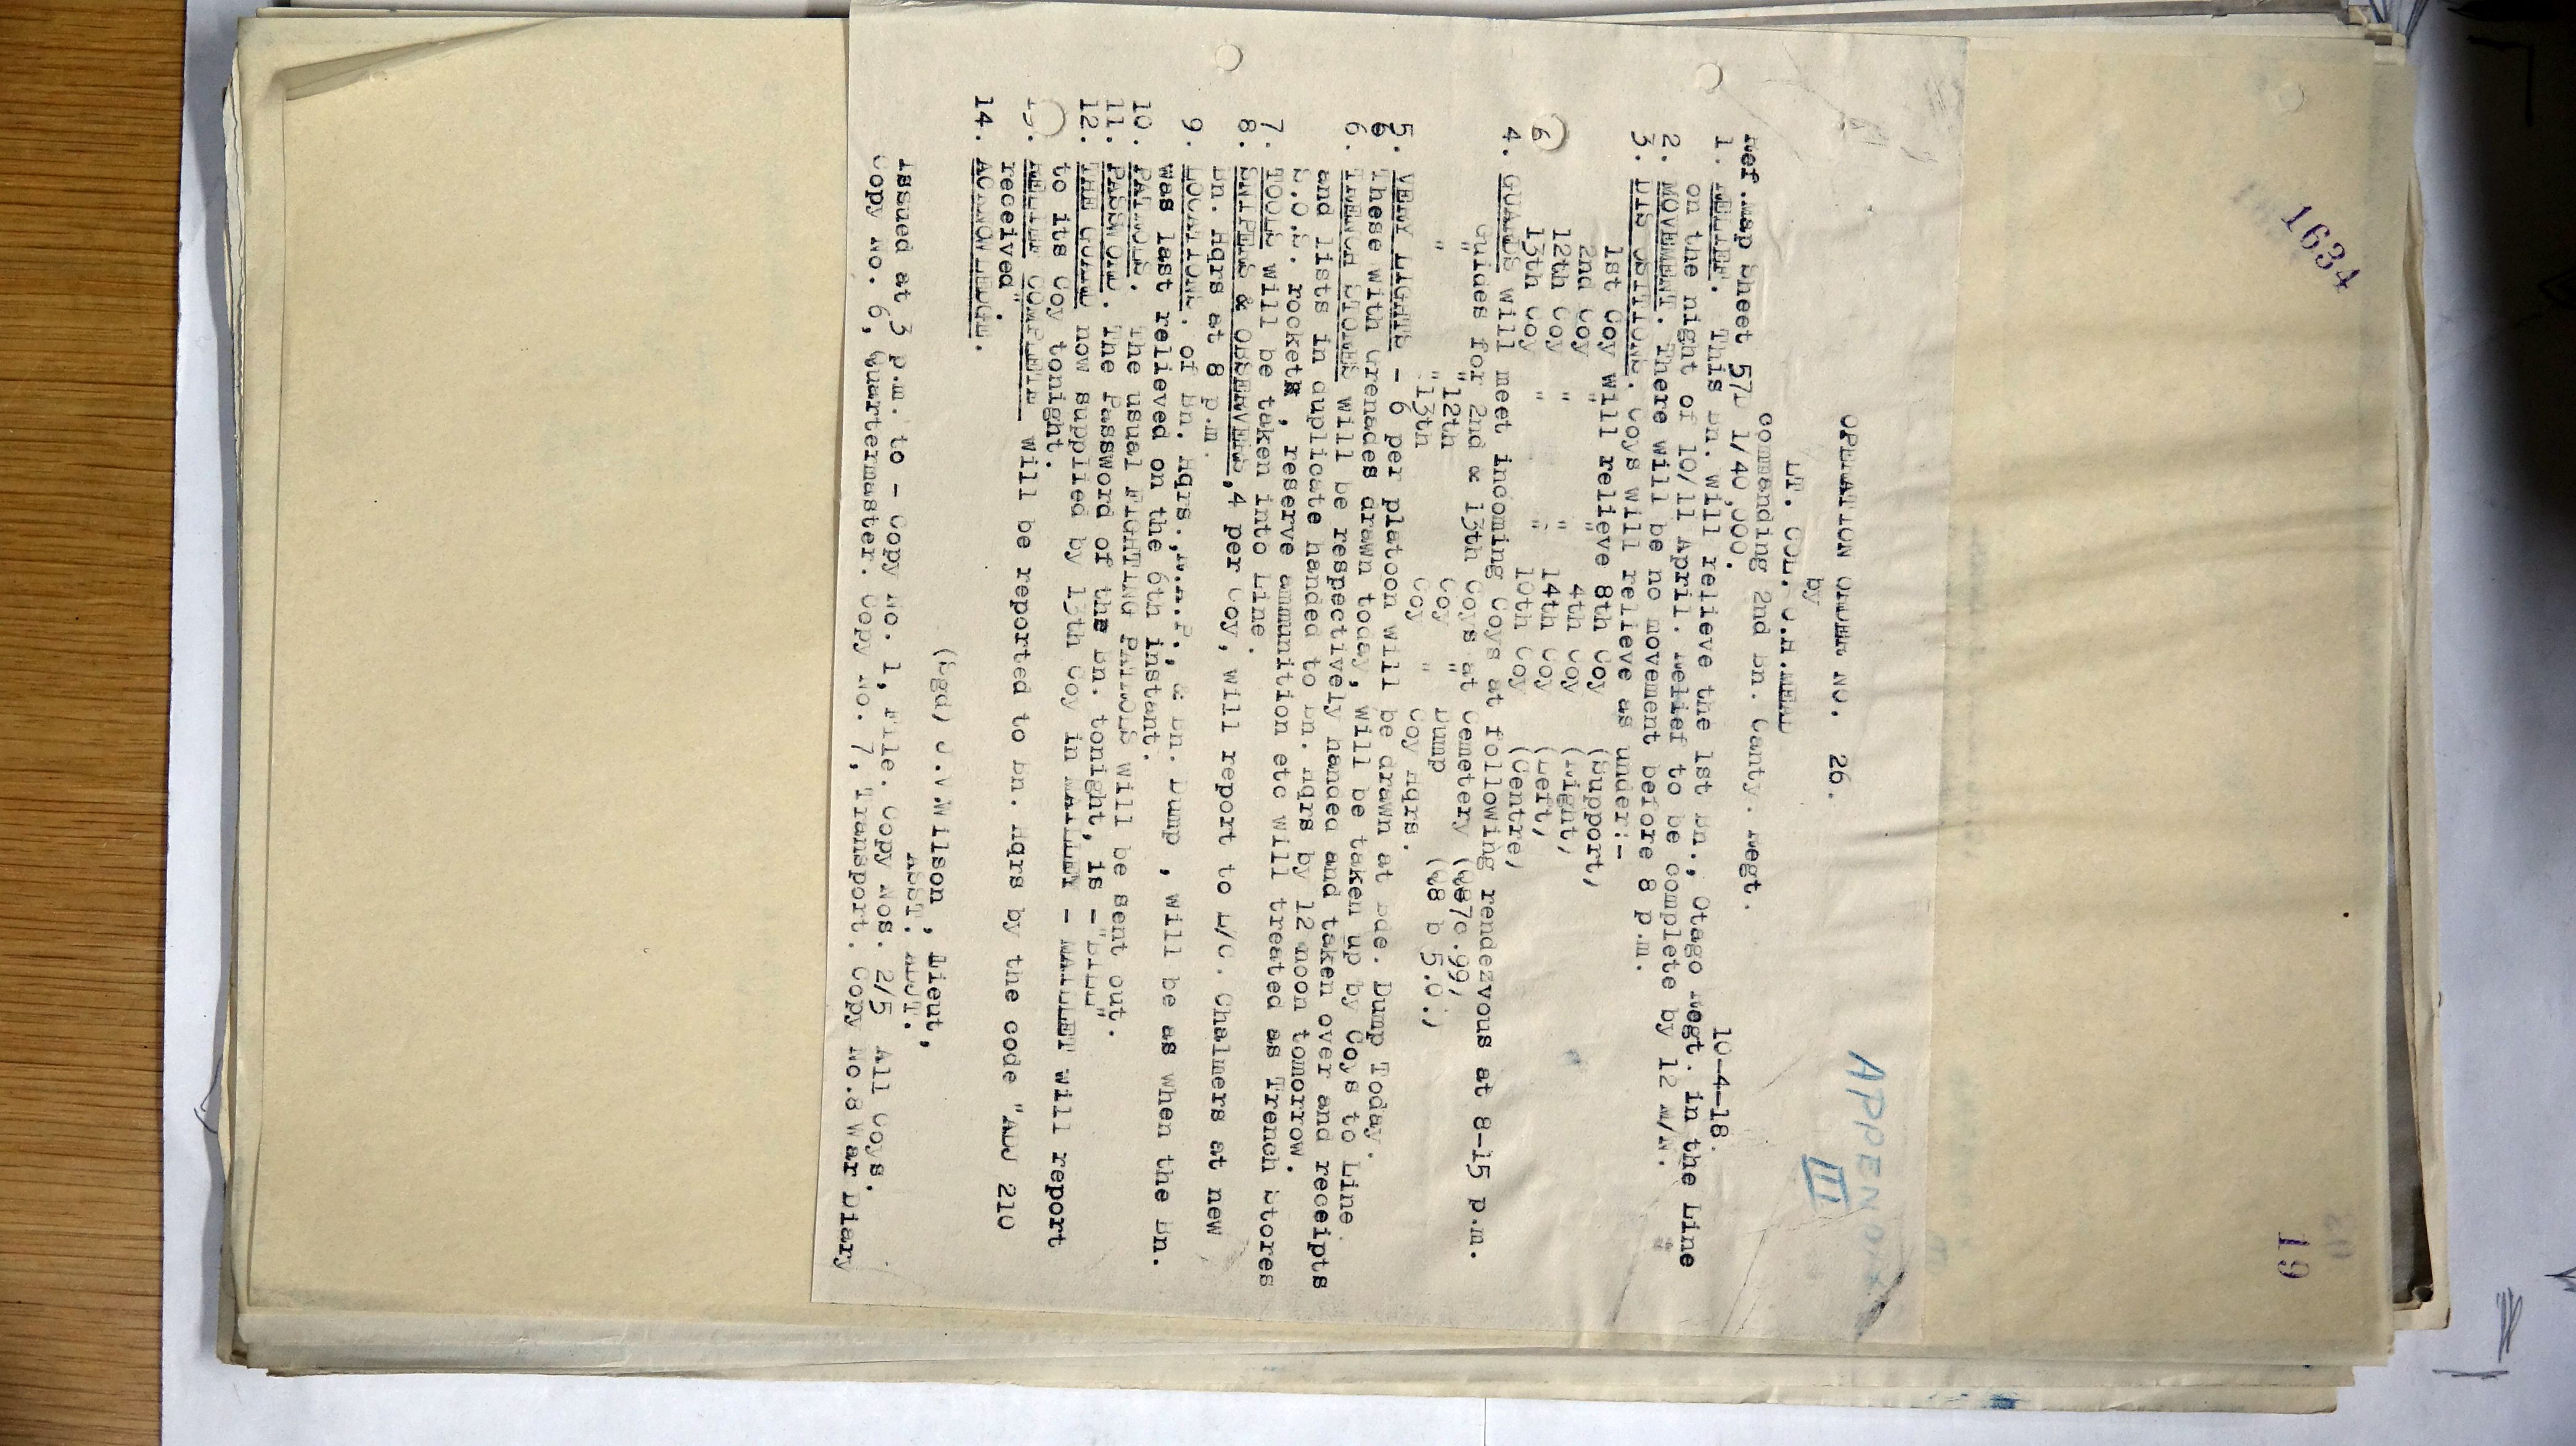 1634
19
APPENDIX
III
OPERATION ORDER NO. 26.
by
LT. COL. O.H.MEAD
Commanding 2nd Bn. Canty. Regt.
10-4-18.
Ref.Map Sheet 57D 1/40,000.
1. RELIEF. This Bn. will relieve the 1st Bn., Otago Regt. in the Line
on the night of 10/11 April. Relief to be complete by 12 M/N.
2. MOVEMENT. There will be no movement before 8 p.m.
3. DISPOSITIONS. Coys will relieve as under:-
1st Coy will relieve 8th Coy (Support)
2nd Coy " " 4th Coy (Right)
12th Coy " " 14th Coy (Left)
13th Coy " " 10th Coy (Centre)
4. GUARDS will meet incoming Coys at following rendezvous at 8-15 p.m.
Guides for 2nd & 13th Coys at Cemetery
" " 12th Coy " Dump (Q8 b 5.0.)
" " 13th Coy " Coy Hqrs.
5. VERY LIGHTS - 6 per platoon will be drawn at Bde. Dump Today.
These with Grenades drawn today, will be taken up by Coys to Line.
6. TRENCH STORES will be respectively handed and taken over and receipts
and lists in duplicate handed to Bn. Hqrs by 12 noon tomorrow.
S.O.S. rockets, reserve ammunition etc will treated as Trench Stores
7. TOOLS will be taken into Line.
8. SNIPERS & OBSERVERS,4 per Coy, will report to L/C. Chalmers at new
Bn. Hqrs at 8 p.m.
9. LOCATIONS. of Bn. Hqrs.,R.A.P., & Bn. Dump , will be as when the Bn.
was last relieved on the 6th instant.
10. PATROLS. The usual FIGHTING PATROLS will be sent out.
11. PASSWORD. The Password of the Bn. tonight, is -"BILL"
12. THE GUARD now supplied by 13th Coy in MAILLEY - MAILLET will report
to its Coy tonight.
13. RELIEF COMPLETE will be reported to Bn. Hqrs by the code "ADJ 210
received".
14. ACKNOWLEDGE.
(Sgd) J.V.Wilson , Lieut,
ASST. ADJT.
Issued at 3 p.m. to - Copy No. 1, File. Copy Nos. 2/5 All Coys.
Copy No. 6, Quartermaster. Copy No. 7, Transport. Copy No.8 War Diary